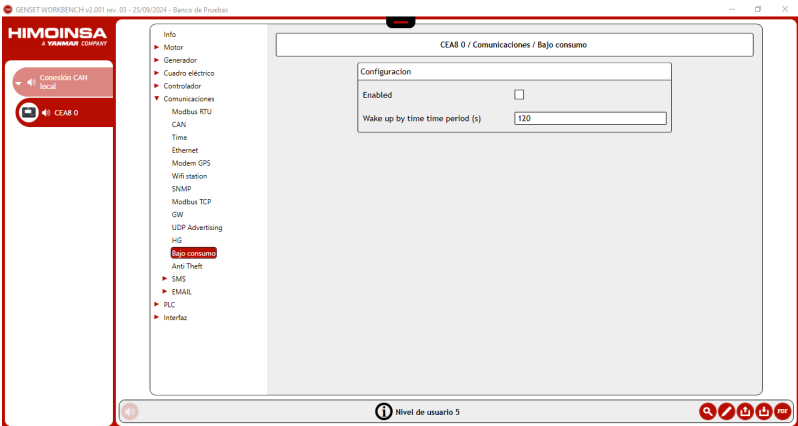 GENSET WORKBENCH v2.001 rev. 03 - 25/09/2024 - Banco de Pruebas
HIMOINSA
A YANMAR COMPANY
Conexión CAN
local
CEA8 0
Info
Motor
Generador
Cuadro eléctrico
Controlador
Comunicaciones
Modbus RTU
CAN
Time
Ethernet
Modem GPS
Wifi station
SNMP
Modbus TCP
GW
UDP Advertising
HG
Bajo consumo
Anti Theft
SMS
EMAIL
PLC
Interfaz
CEA8 0 / Comunicaciones / Bajo consumo
Configuracion
Enabled
Wake up by time time period (s)
120
Nivel de usuario 5
PDF